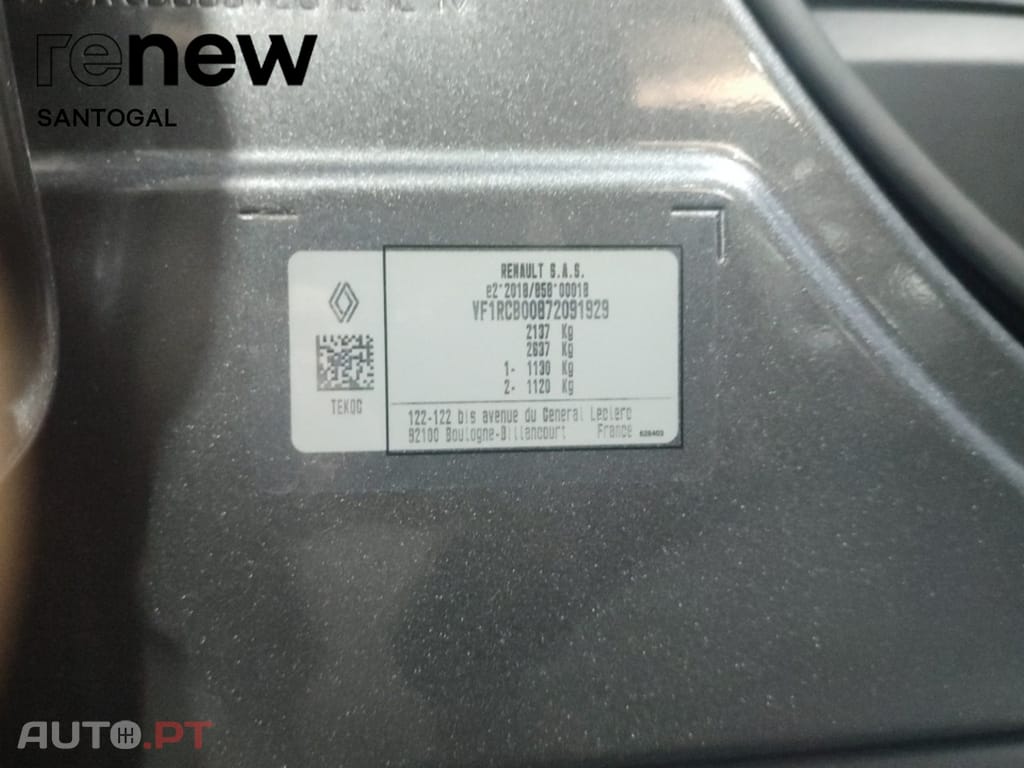 renew
SANTOGAL
RENAULT S.A.S.
e2*2018/858*00018
VF1RCB00872091929
2137 Kg
2637 Kg
1- 1130 Kg
2- 1120 Kg
122-122 bis avenue du General Leclerc
92100 Boulogne-Billancourt France
AUTO.PT